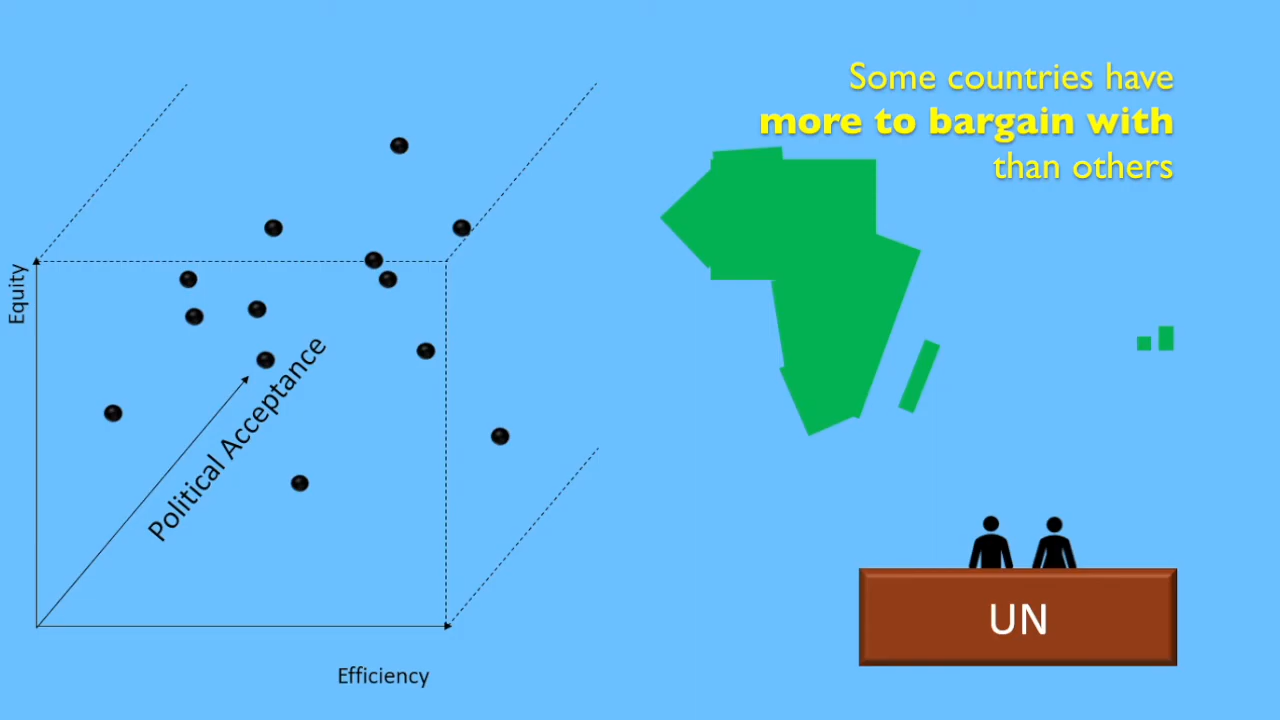 Some countries have
more to bargain with
than others
Equity
Political Acceptance
Efficiency
UN